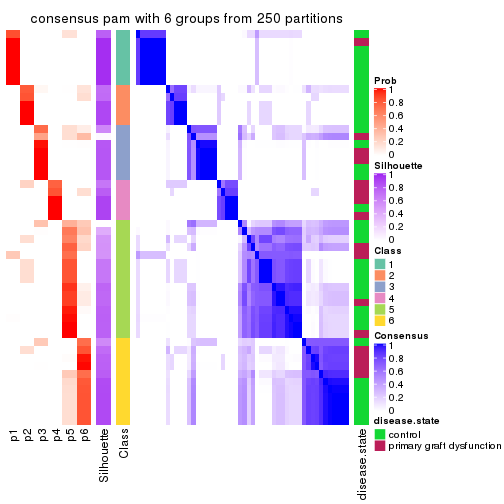 consensus pam with 6 groups from 250 partitions
Prob
1
0.8
0.6
0.4
0.2
0
Silhouette
1
0.8
0.6
0.4
0.2
0
Class
1
2
3
4
5
6
Consensus
1
0.8
0.6
0.4
0.2
0
disease.state
control
primary graft dysfunction
p1
p2
p3
p4
p5
p6
Silhouette
Class
disease.state